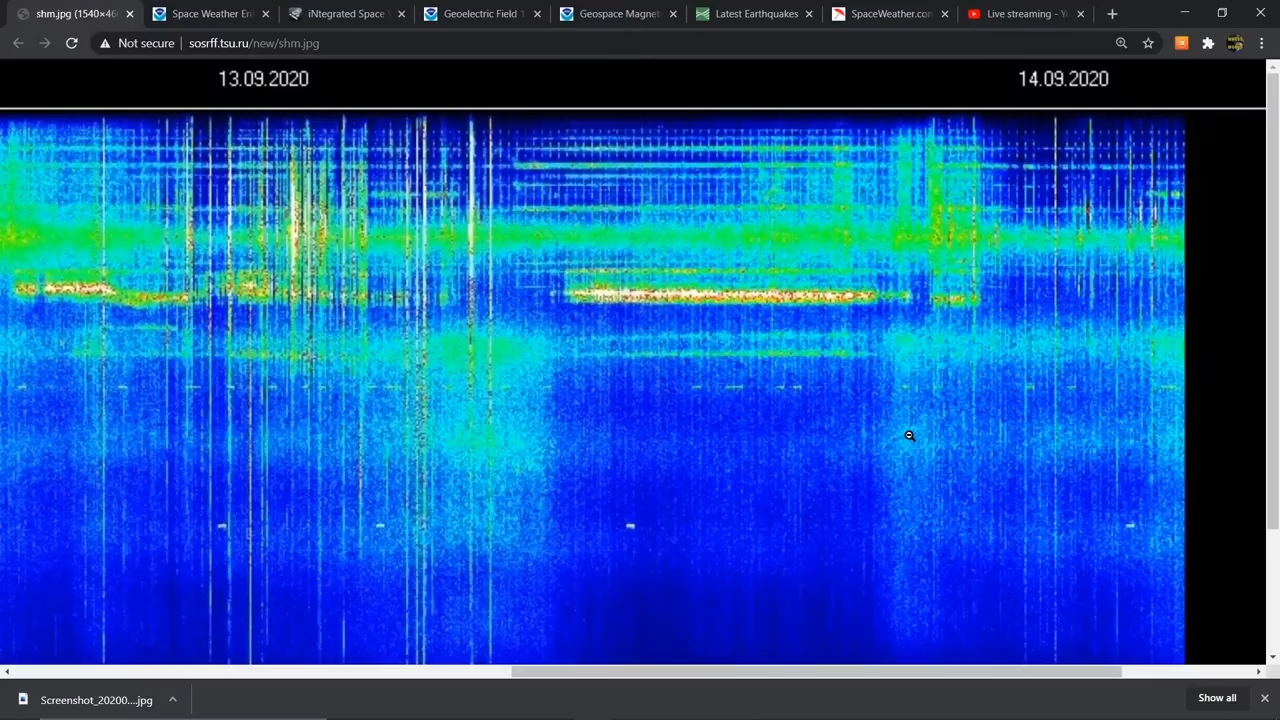 shm.jpg (1540×46
Space Weather En
iNtegrated Space
Geoelectric Field
Geospace Magnet
Latest Earthquakes
SpaceWeather.com
Live streaming - Y
Not secure
sosrff.tsu.ru/new/shm.jpg
13.09.2020
14.09.2020
Screenshot_20200....jpg
Show all